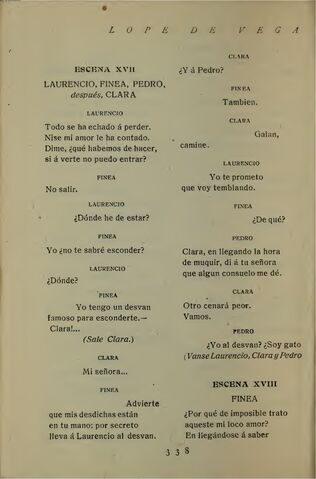 LOPE DE VEGA
ESCENA XVII
LAURENCIO, FINEA, PEDRO,
después, CLARA
LAURENCIO
Todo se ha echado á perder.
Nise mi amor le ha contado.
Dime, ¿qué habemos de hacer,
si á verte no puedo entrar?
FINEA
No salir.
LAURENCIO
¿Dónde he de estar?
FINEA
Yo ¿no te sabré esconder?
LAURENCIO
¿Dónde?
FINEA
Yo tengo un desvan
famoso para esconderte.—
Clara!...
(Sale Clara.)
CLARA
Mi señora...
FINEA
Advierte
que mis desdichas están
en tu mano: por secreto
lleva á Laurencio al desvan.
CLARA
¿Y á Pedro?
FINEA
Tambien.
CLARA
Galan,
camine.
LAURENCIO
Yo te prometo
que voy temblando.
FINEA
¿De qué?
PEDRO
Clara, en llegando la hora
de muquir, di á tu señora
que algun consuelo me dé.
CLARA
Otro cenará peor.
Vamos.
PEDRO
¿Yo al desvan? ¿Soy gato
(Vanse Laurencio, Clara y Pedro
ESCENA XVIII
FINEA
¿Por qué de imposible trato
aqueste mi loco amor?
En llegándose á saber
338